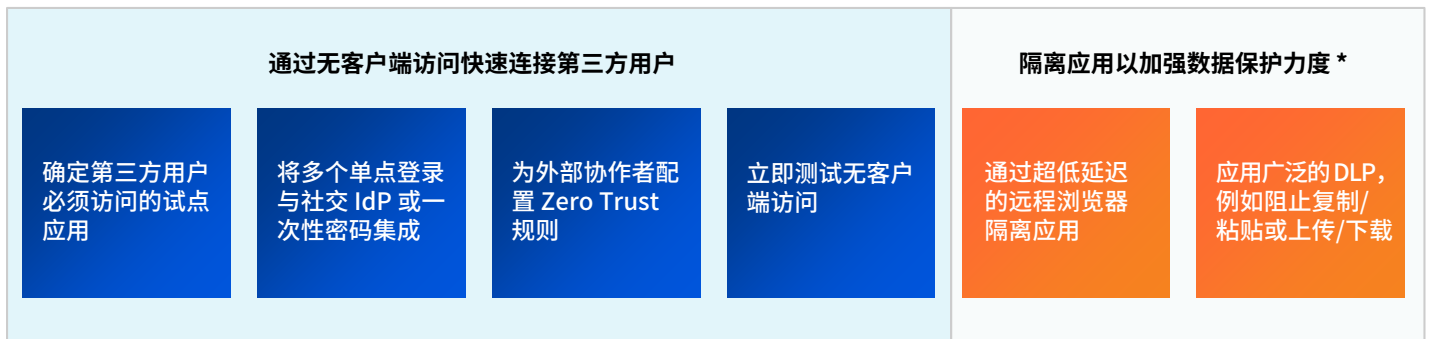 通过无客户端访问快速连接第三方用户
确定第三方用户
必须访问的试点
应用
将多个单点登录
与社交 IdP 或一
次性密码集成
为外部协作者配
置 Zero Trust
规则
立即测试无客户
端访问
隔离应用以加强数据保护力度 *
通过超低延迟
的远程浏览器
隔离应用
应用广泛的 DLP，
例如阻止复制/
粘贴或上传/下载